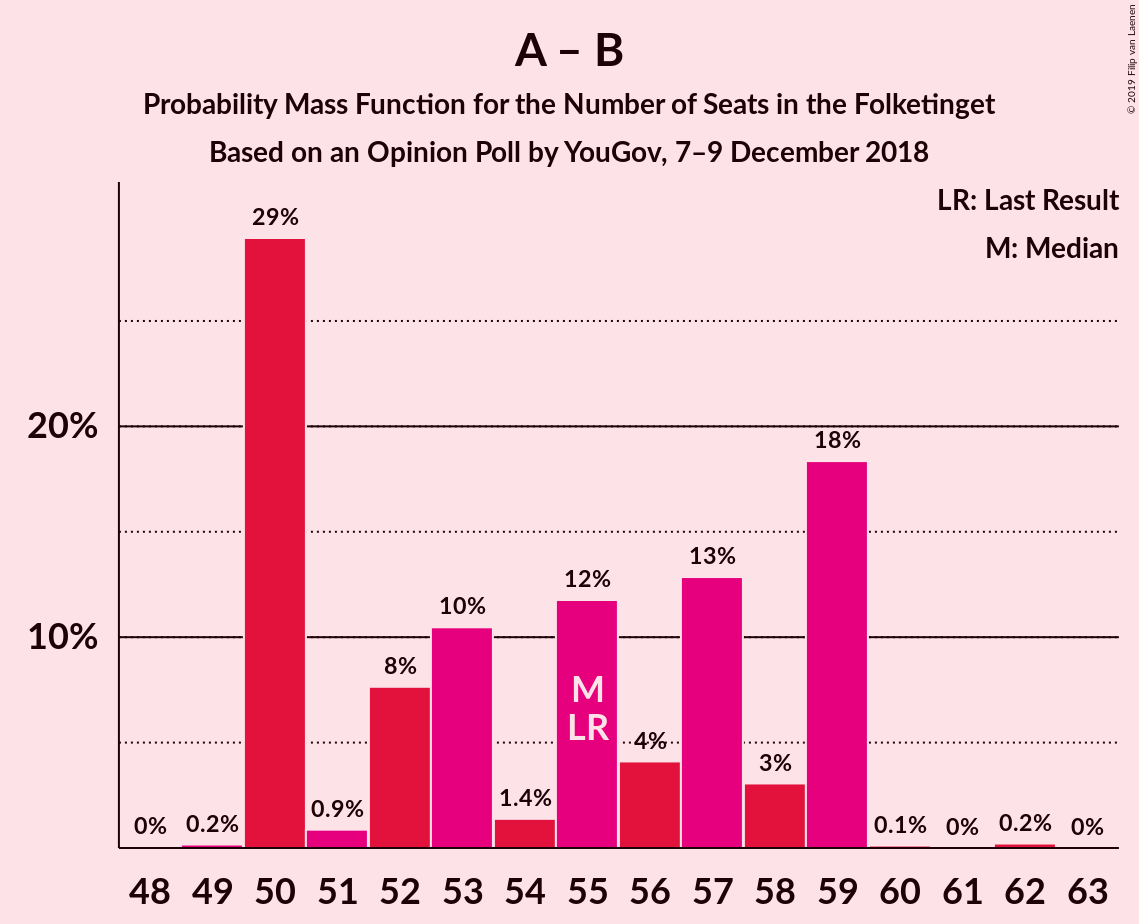 A – B
Probability Mass Function for the Number of Seats in the Folketinget
Based on an Opinion Poll by YouGov, 7–9 December 2018
© 2019 Filip van Laenen
LR: Last Result
M: Median
20%
10%
0%
0.2%
29%
0.9%
8%
10%
1.4%
12%
4%
13%
3%
18%
0.1%
0%
0.2%
0%
M
LR
48 49 50 51 52 53 54 55 56 57 58 59 60 61 62 63